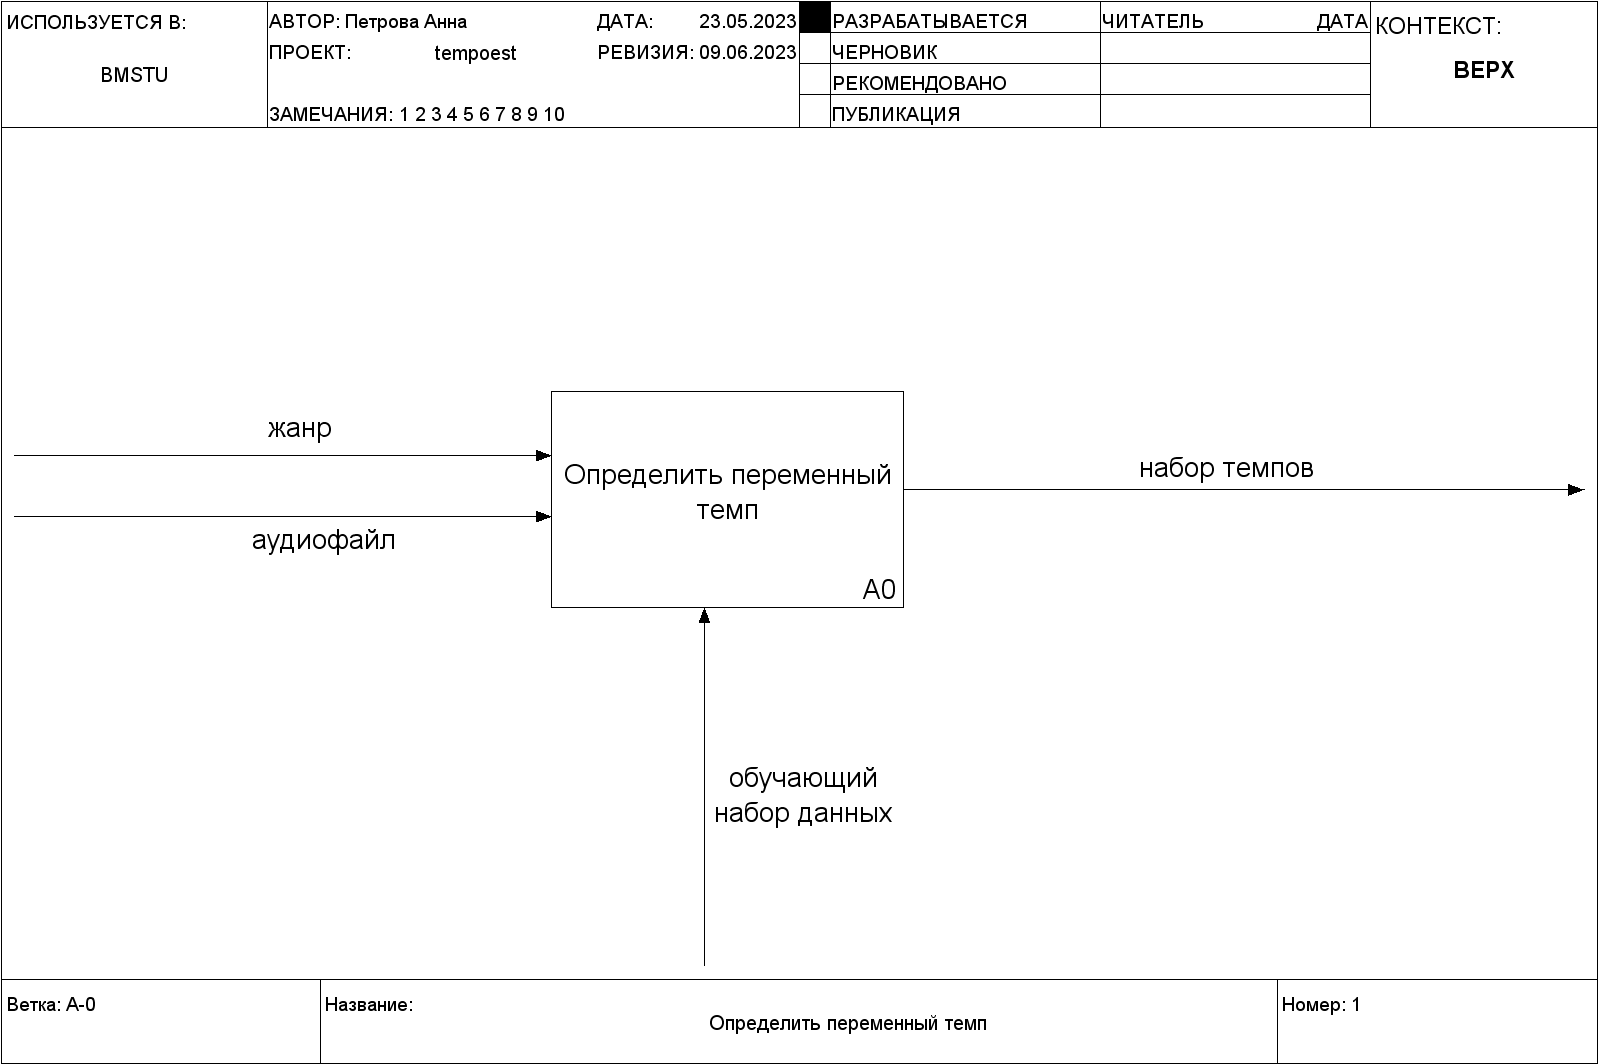 ИСПОЛЬЗУЕТСЯ В:
BMSTU
АВТОР: Петрова Анна
ДАТА: 23.05.2023
ПРОЕКТ: tempoest
РЕВИЗИЯ: 09.06.2023
ЗАМЕЧАНИЯ: 1 2 3 4 5 6 7 8 9 10
РАЗРАБАТЫВАЕТСЯ
ЧЕРНОВИК
РЕКОМЕНДОВАНО
ПУБЛИКАЦИЯ
ЧИТАТЕЛЬ ДАТА
КОНТЕКСТ:
ВЕРХ
жанр
аудиофайл
Определить переменный
темп
A0
набор темпов
обучающий
набор данных
Ветка: A-0
Название:
Определить переменный темп
Номер: 1